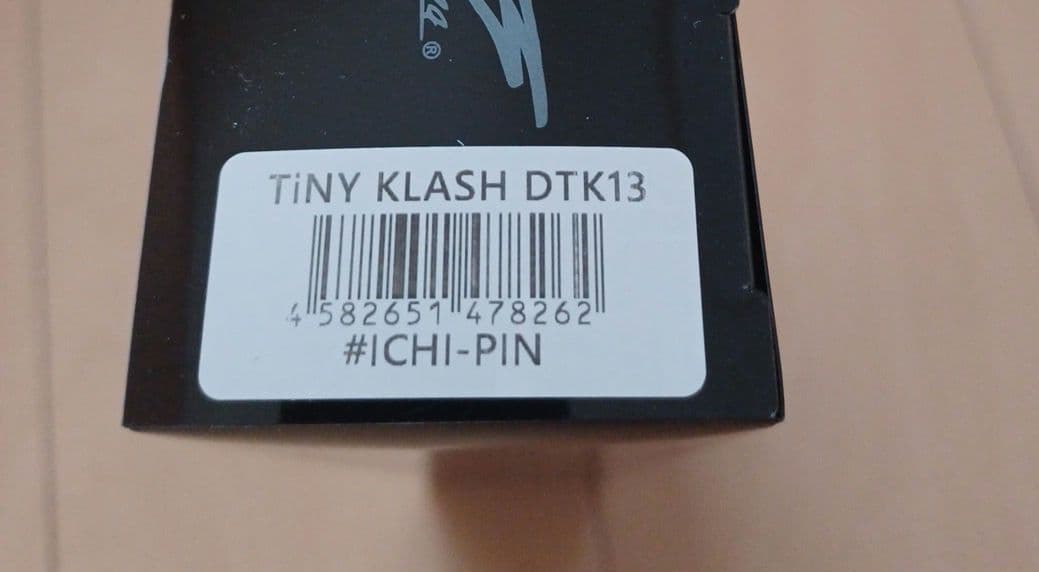 ®
TiNY KLASH DTK13
4 582651 478262
#ICHI-PIN